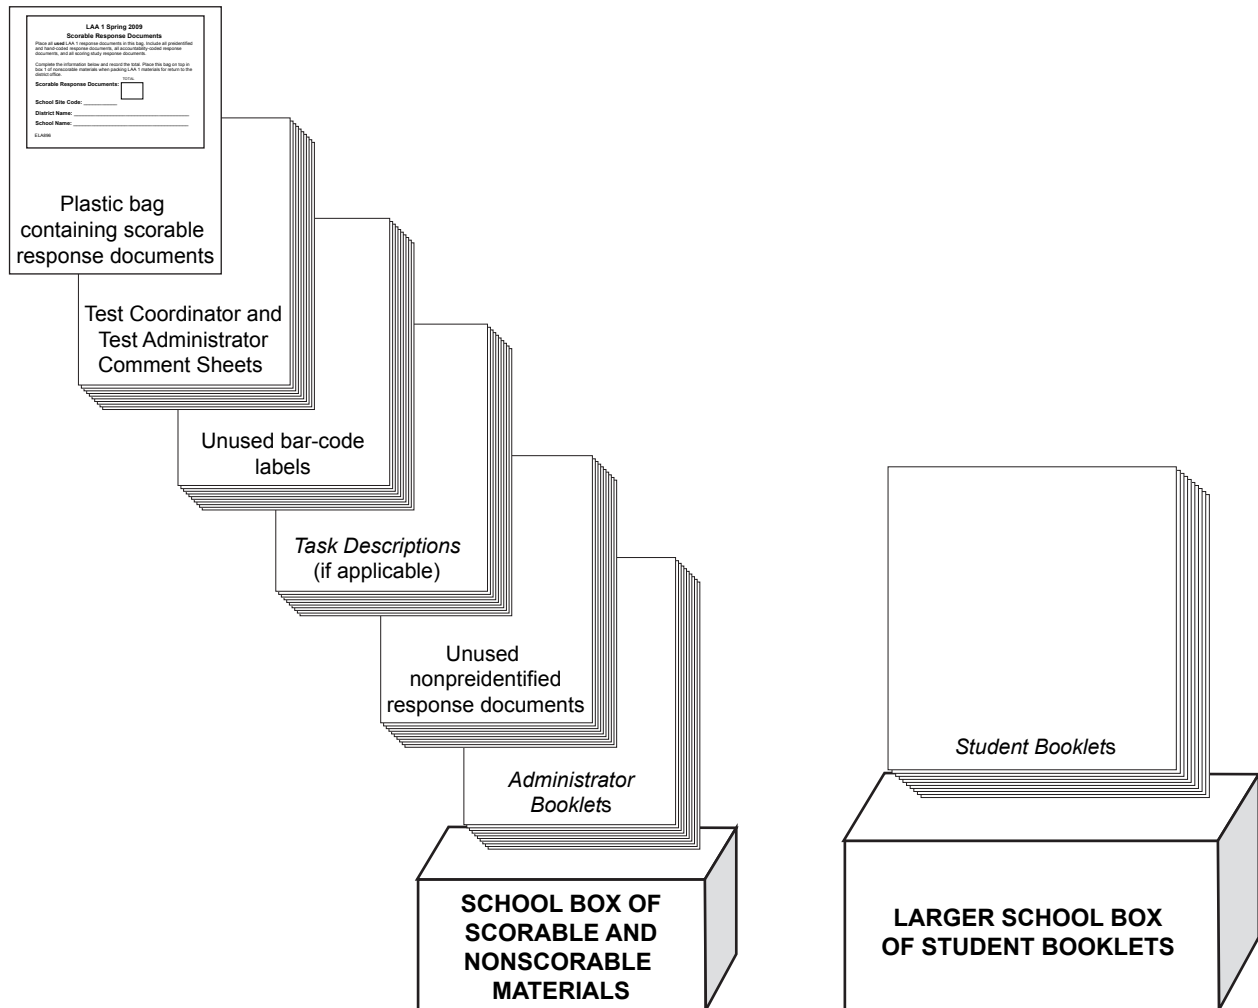 LAA 1 Spring 2009
Scorable Response Documents
Place all used LAA 1 response documents in this bag. Include all preidentified
and hand-coded response documents, all accountability-coded response
documents, and all scoring study response documents.
Complete the information below and record the total. Place this bag on top in
box 1 of nonscorable materials when packing LAA 1 materials for return to the
district office.
TOTAL
Scorable Response Documents:
School Site Code: ____________
District Name: ________________________________________
School Name: ________________________________________
Plastic bag
containing scorable
response documents
Test Coordinator and
Test Administrator
Comment Sheets
Unused bar-code
labels
Task Descriptions
(if applicable)
Unused
nonpreidentified
response documents
Administrator
Booklets
SCHOOL BOX OF
SCORABLE AND
NONSCORABLE
MATERIALS
Student Booklets
LARGER SCHOOL BOX
OF STUDENT BOOKLETS